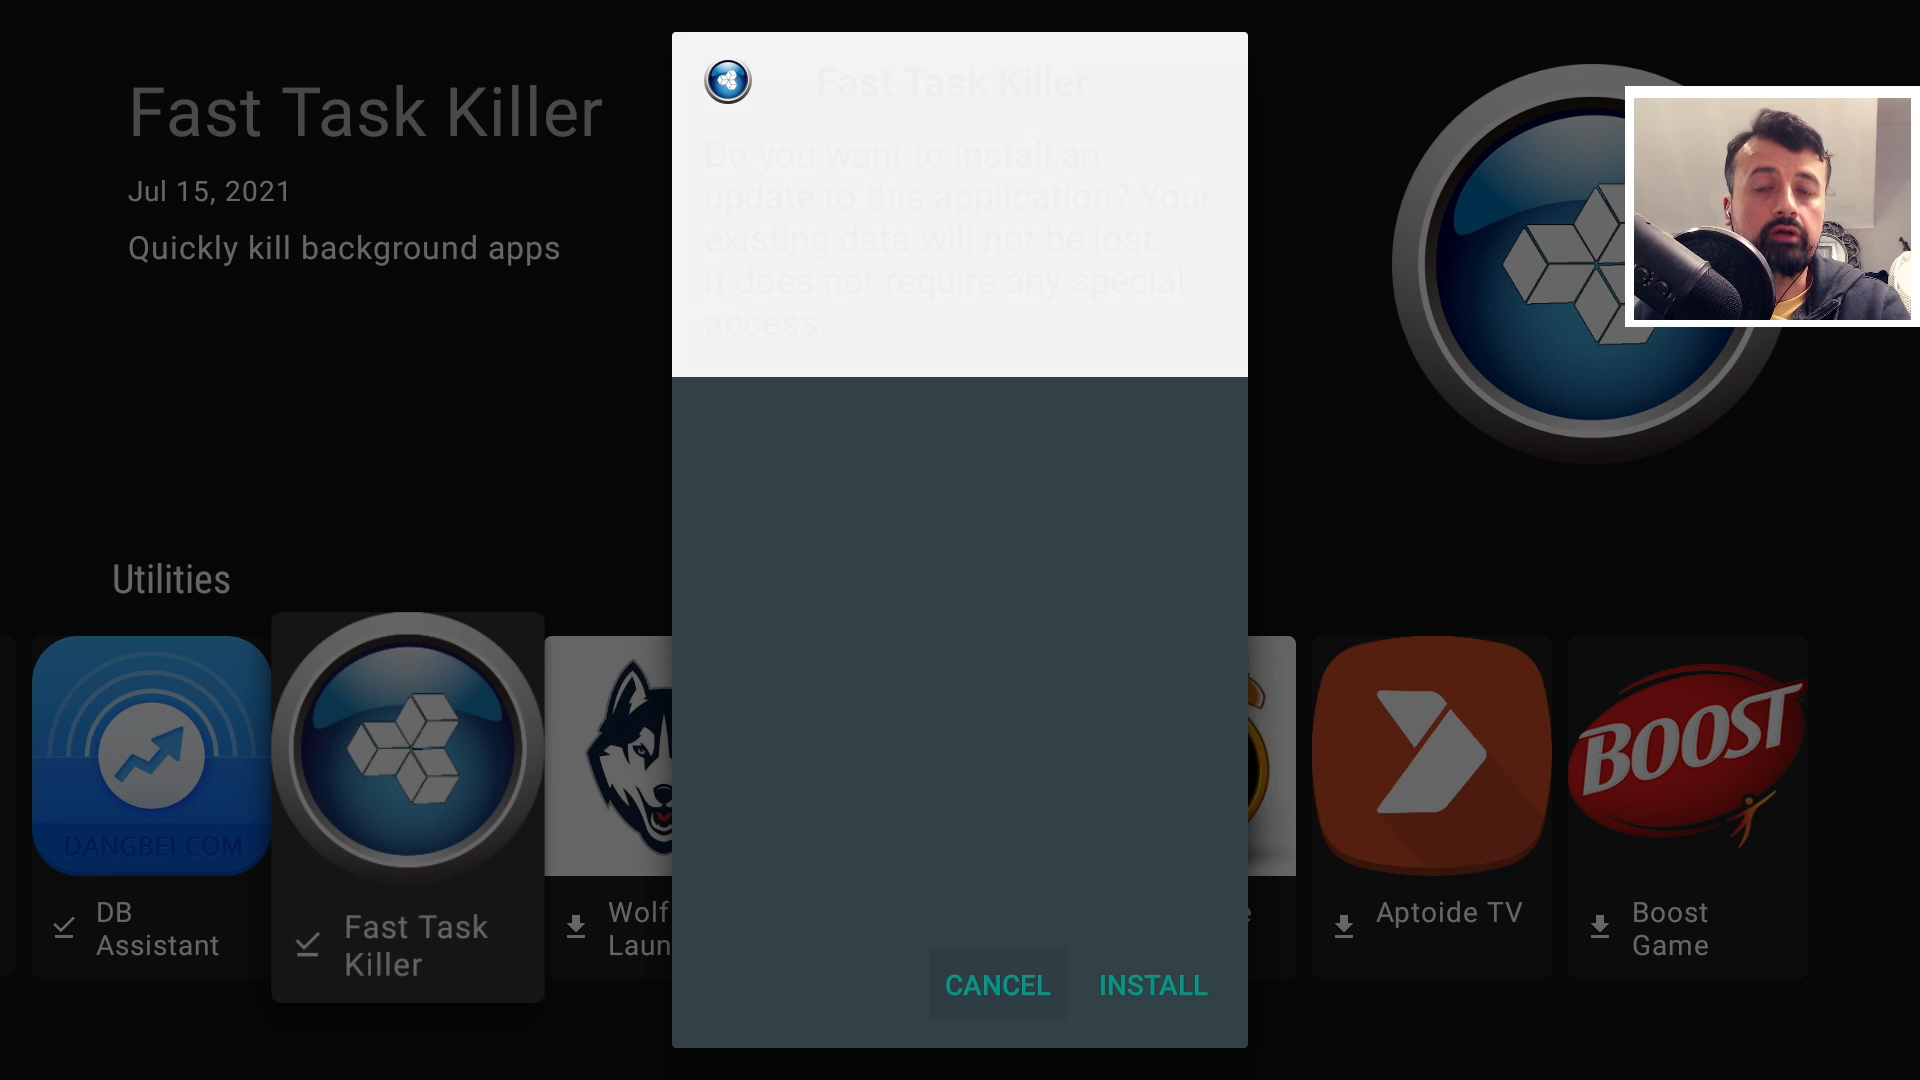 Fast Task Killer
Jul 15, 2021
Quickly kill background apps
Fast Task Killer
Do you want to install an
update to this application? Your
existing data will not be lost.
It does not require any special
access.
CANCEL
INSTALL
Utilities
DANGBEI.COM
DB
Assistant
Fast Task
Killer
Wolf
Laun
e
Aptoide TV
BOOST
Boost
Game